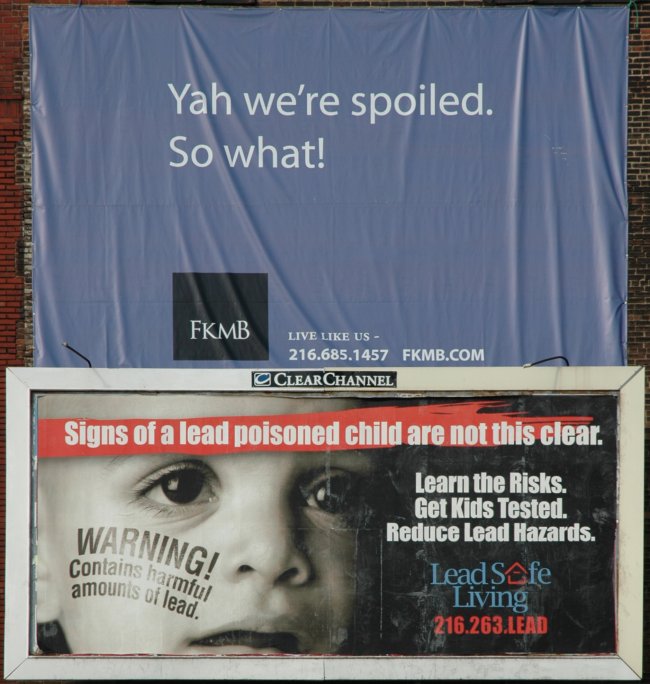 Yah we're spoiled.
So what!
FKMB
LIVE LIKE US -
216.685.1457 FKMB.COM
CLEARCHANNEL
Signs of a lead poisoned child are not this clear.
Learn the Risks.
Get Kids Tested.
Reduce Lead Hazards.
WARNING!
Contains harmful
amounts of lead.
Lead Safe
Living
216.263.LEAD